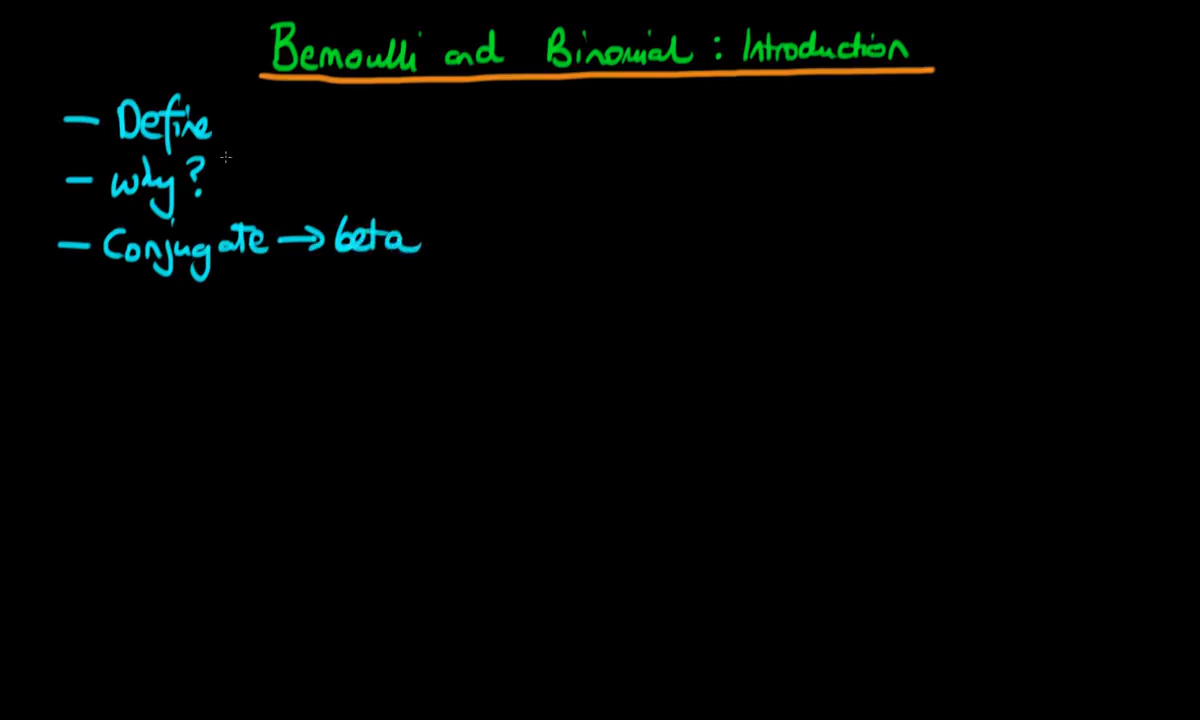 Bernoulli and Binomial : Introduction
- Define
- why?
- Conjugate → beta